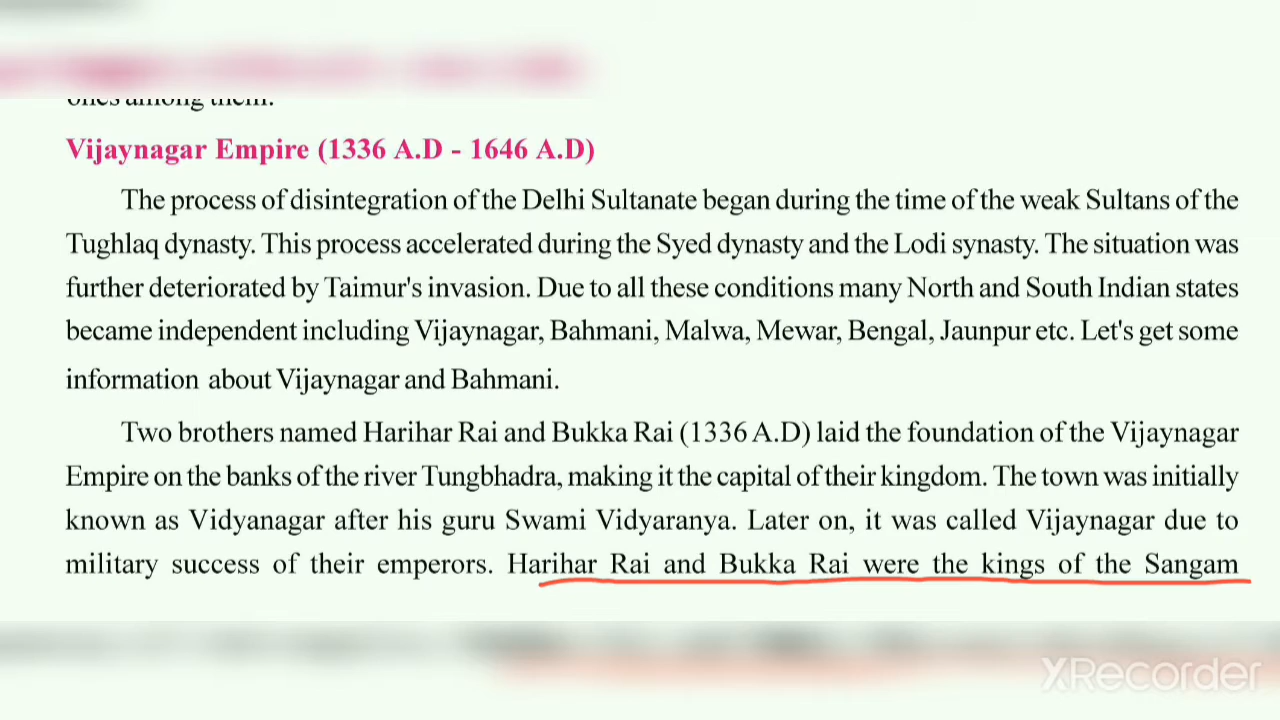 ones among them.
Vijaynagar Empire (1336 A.D - 1646 A.D)
The process of disintegration of the Delhi Sultanate began during the time of the weak Sultans of the
Tughlaq dynasty. This process accelerated during the Syed dynasty and the Lodi synasty. The situation was
further deteriorated by Taimur's invasion. Due to all these conditions many North and South Indian states
became independent including Vijaynagar, Bahmani, Malwa, Mewar, Bengal, Jaunpur etc. Let's get some
information about Vijaynagar and Bahmani.
Two brothers named Harihar Rai and Bukka Rai (1336 A.D) laid the foundation of the Vijaynagar
Empire on the banks of the river Tungbhadra, making it the capital of their kingdom. The town was initially
known as Vidyanagar after his guru Swami Vidyaranya. Later on, it was called Vijaynagar due to
military success of their emperors. Harihar Rai and Bukka Rai were the kings of the Sangam
XRecorder